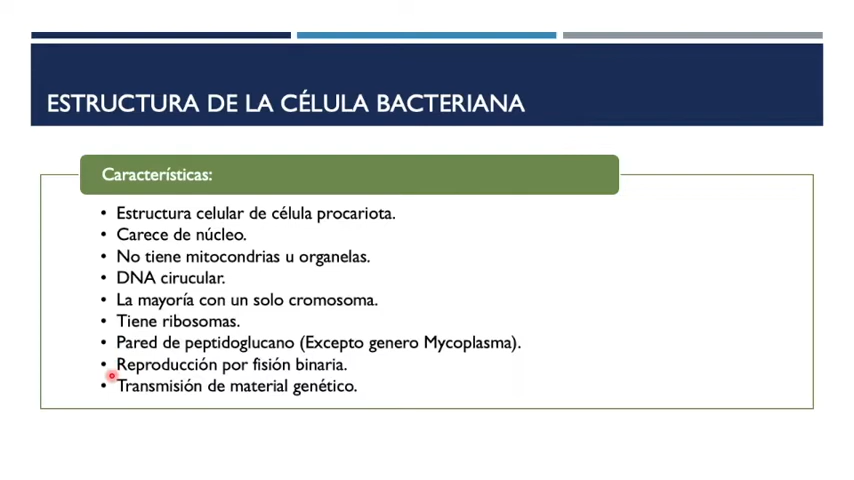 ESTRUCTURA DE LA CÉLULA BACTERIANA
Características:
• Estructura celular de célula procariota.
• Carece de núcleo.
• No tiene mitocondrias u organelas.
• DNA cirucular.
• La mayoría con un solo cromosoma.
• Tiene ribosomas.
• Pared de peptidoglucano (Excepto genero Mycoplasma).
• Reproducción por fisión binaria.
• Transmisión de material genético.